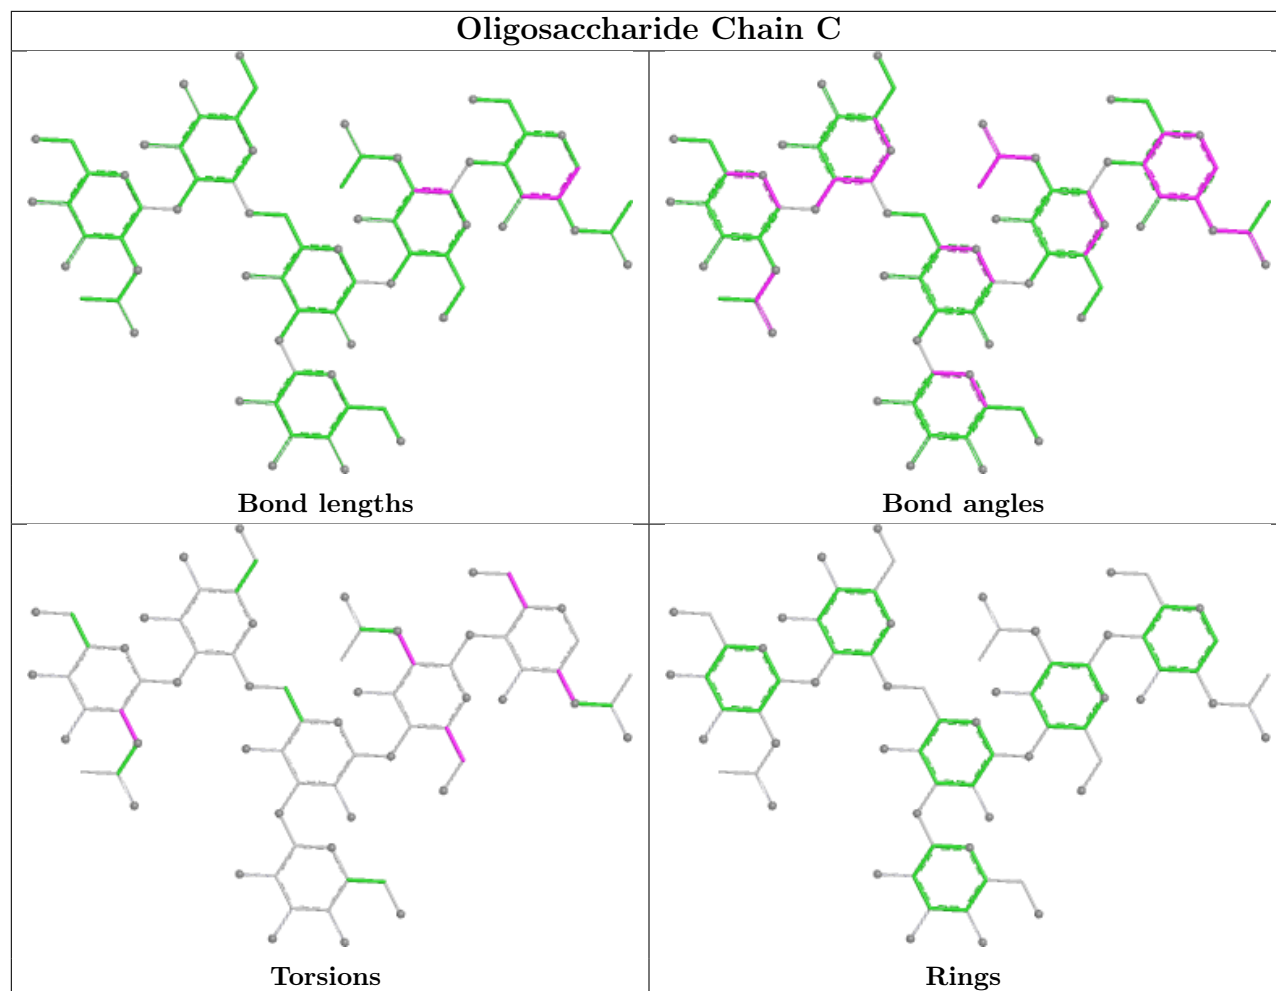 Oligosaccharide Chain C
Bond lengths
Bond angles
Torsions
Rings